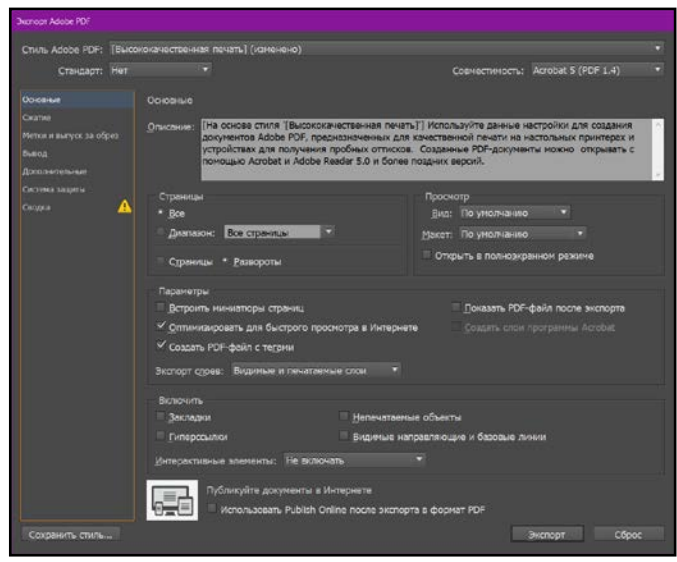 Экспорт Adobe PDF
Стиль Adobe PDF: [Высококачественная печать] (изменено)
Стандарт: Нет Совместимость: Acrobat 5 (PDF 1.4)
Основные
Сжатие
Метки и выпуск за обрез
Вывод
Дополнительные
Система защиты
Сводка
Основные
Описание: [На основе стиля '[Высококачественная печать]'] Используйте данные настройки для создания
документов Adobe PDF, предназначенных для качественной печати на настольных принтерах и
устройствах для получения пробных оттисков. Созданные PDF-документы можно открывать с
помощью Acrobat и Adobe Reader 5.0 и более поздних версий.
Страницы
Все
Диапазон: Все страницы
Страницы Развороты
Просмотр
Вид: По умолчанию
Макет: По умолчанию
Открыть в полноэкранном режиме
Параметры
Встроить миниатюры страниц
Оптимизировать для быстрого просмотра в Интернете
Создать PDF-файл с тегами
Показать PDF-файл после экспорта
Создать слои программы Acrobat
Экспорт слоев: Видимые и печатаемые слои
Включить
Закладки
Гиперссылки
Непечатаемые объекты
Видимые направляющие и базовые линии
Интерактивные элементы: Не включать
Публикуйте документы в Интернете
Использовать Publish Online после экспорта в формат PDF
Сохранить стиль... Экспорт Сброс